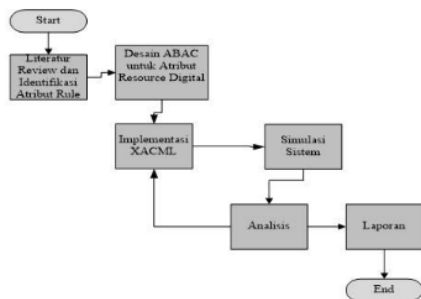 Start
Literatur
Review dan
Identifikasi
Atribut Rule
Desain ABAC
untuk Atribut
Resource Digital
Implementasi
XACML
Simulasi
Sistem
Analisis
Laporan
End